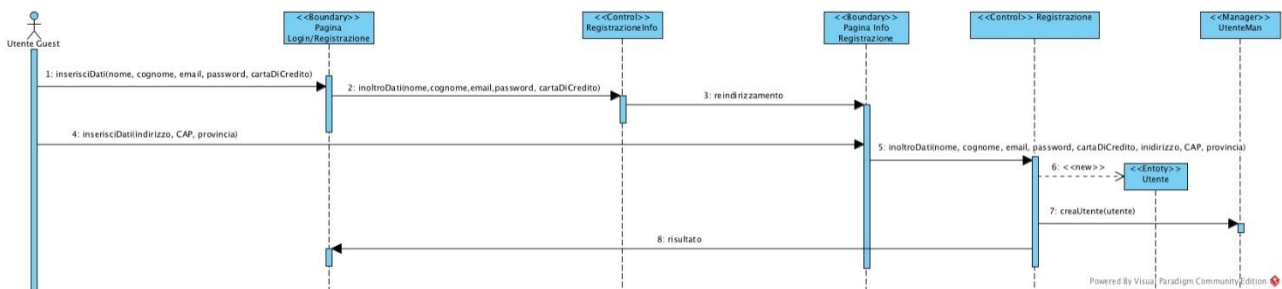 Utente Guest
<<Boundary>>
Pagina
Login/Registrazione
<<Control>>
RegistrazioneInfo
<<Boundary>>
Pagina Info
Registrazione
<<Control>> Registrazione
<<Manager>>
UtenteMan
1: inserisciDati(nome, cognome, email, password, cartaDiCredito)
2: inoltroDati(nome,cognome,email,password, cartaDiCredito)
3: reindirizzamento
4: inserisciDati(indirizzo, CAP, provincia)
5: inoltroDati(nome, cognome, email, password, cartaDiCredito, inidirizzo, CAP, provincia)
6: <<new>>
<<Entoty>>
Utente
7: creaUtente(utente)
8: risultato
Powered By Visual Paradigm Community Edition